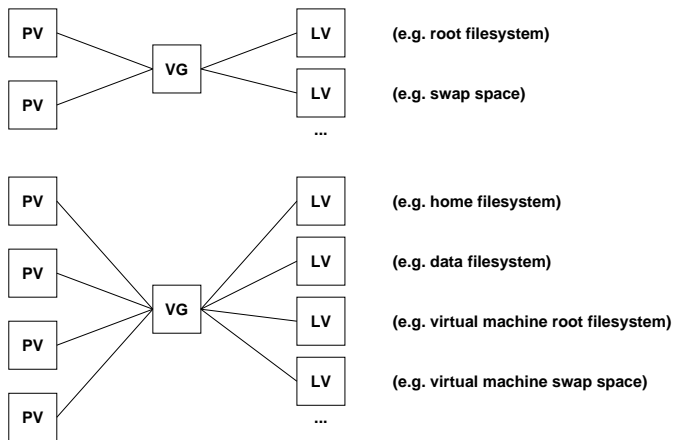 PV
LV (e.g. root filesystem)
VG
PV
LV (e.g. swap space)
...
PV
LV (e.g. home filesystem)
PV
LV (e.g. data filesystem)
VG
PV
LV (e.g. virtual machine root filesystem)
LV (e.g. virtual machine swap space)
PV
...